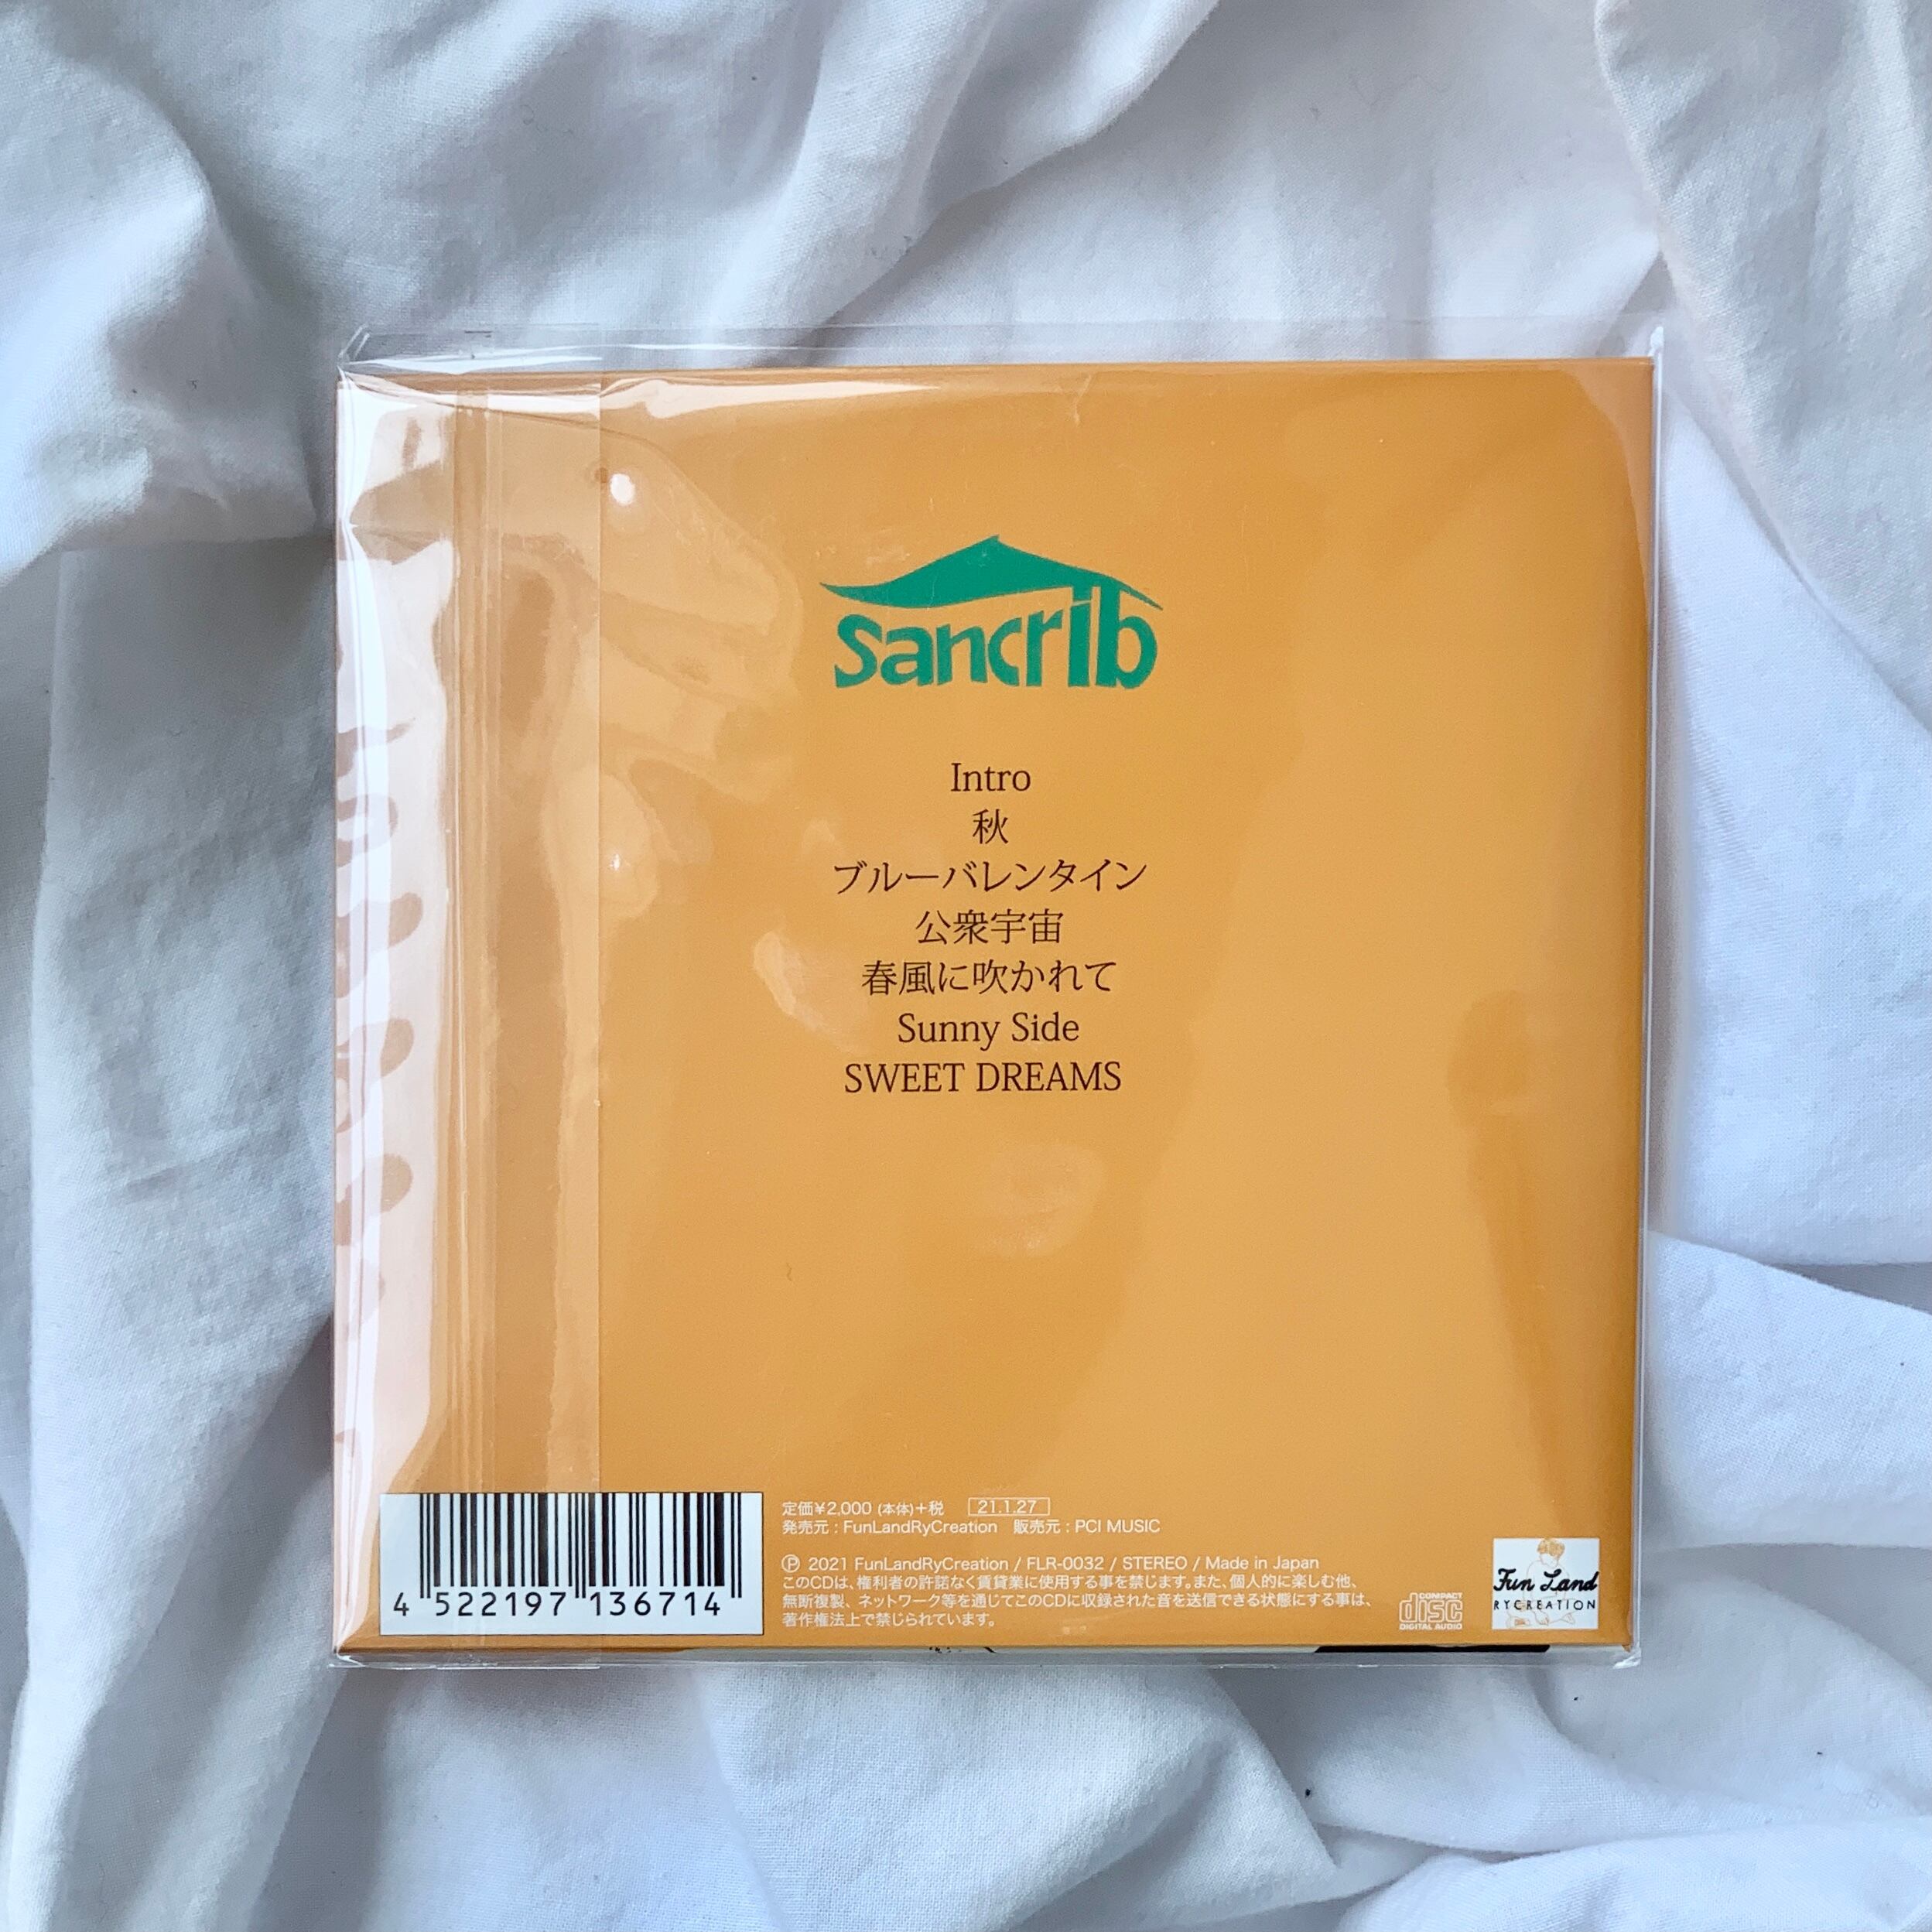 sancrib
Intro
秋
ブルーバレンタイン
公衆宇宙
春風に吹かれて
Sunny Side
SWEET DREAMS
定価¥2,000 (本体)+税 21.1.27
発売元 : FunLandRyCreation 販売元 : PCI MUSIC
Ⓟ 2021 FunLandRyCreation / FLR-0032 / STEREO / Made in Japan
このCDは、権利者の許諾なく賃貸業に使用する事を禁じます。また、個人的に楽しむ他、
無断複製、ネットワーク等を通じてこのCDに収録された音を送信できる状態にする事は、
著作権法上で禁じられています。
4 522197 136714
COMPACT
disc
DIGITAL AUDIO
Fun Land
RYCREATION